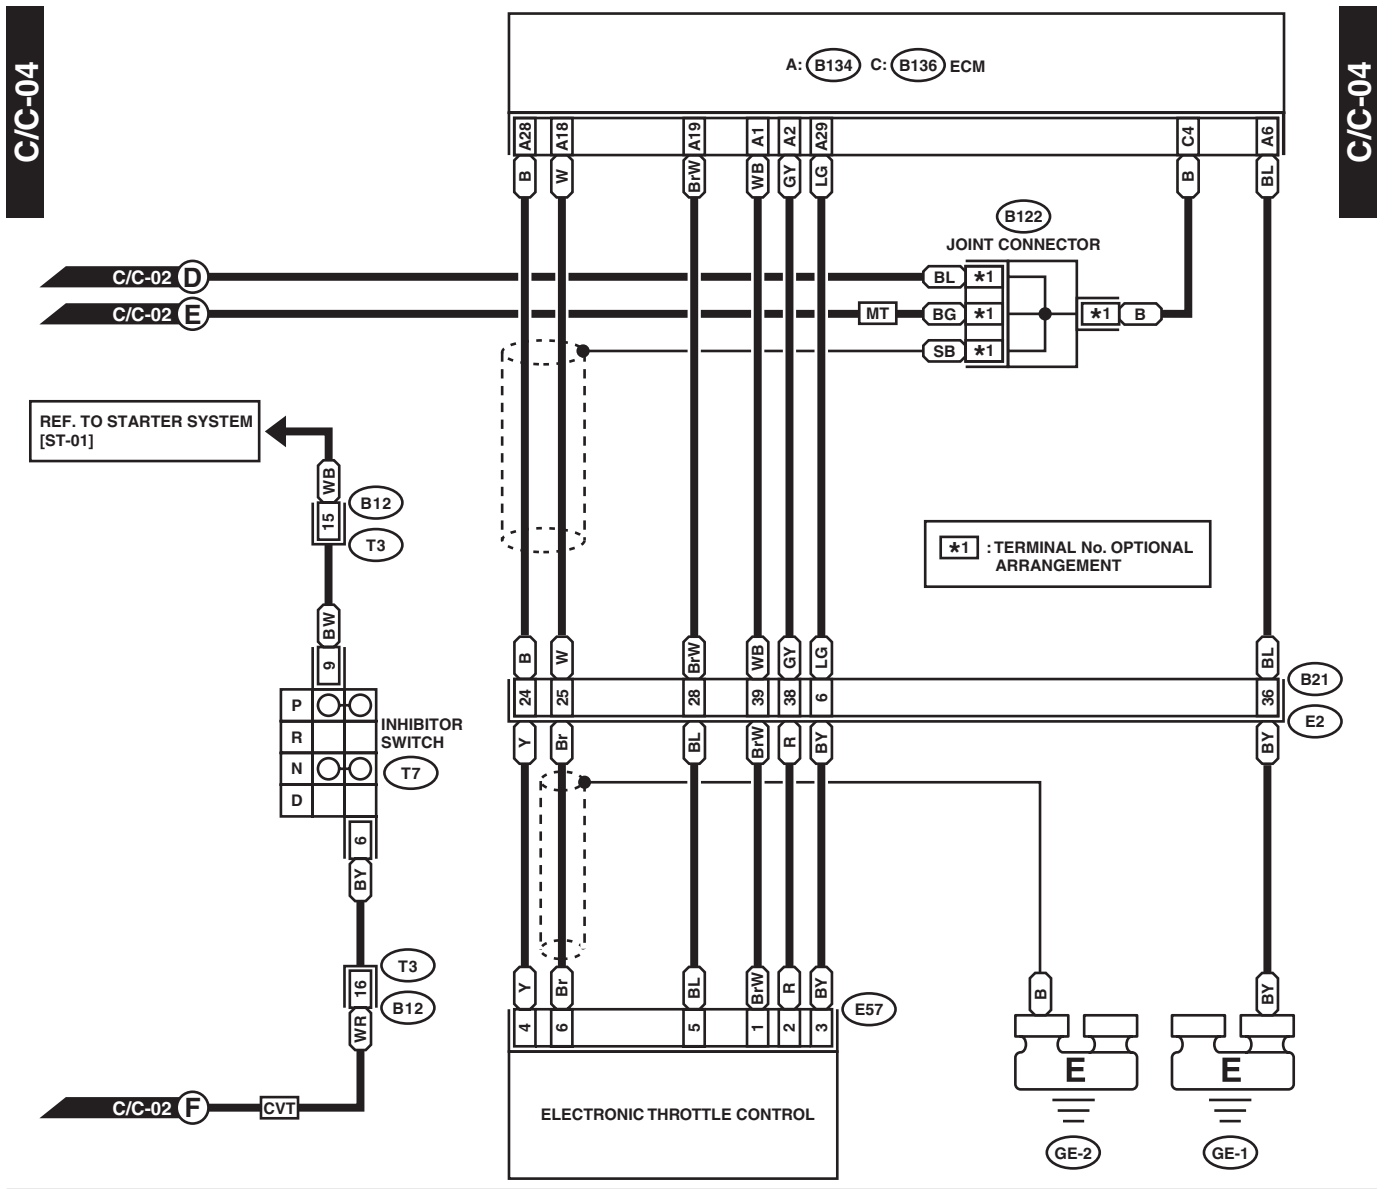 C/C-04
C/C-04
A: B134 C: B136 ECM
A28 A18 A19 A1 A2 A29 C4 A6
B W BrW WB GY LG B BL
B122
JOINT CONNECTOR
C/C-02 D BL *1
C/C-02 E MT BG *1 *1 B
SB *1
REF. TO STARTER SYSTEM
[ST-01]
WB
B12
15
T3
*1 : TERMINAL No. OPTIONAL
ARRANGEMENT
BW
9
B W BrW WB GY LG BL
B21
24 25 28 39 38 6 36
E2
Y Br BL BrW R BY BY
P
R
N
D
INHIBITOR
SWITCH
T7
6
BY
T3
16
B12
WR
Y Br BL BrW R BY B BY
E57
4 6 5 1 2 3
E E
C/C-02 F CVT
ELECTRONIC THROTTLE CONTROL
GE-2 GE-1